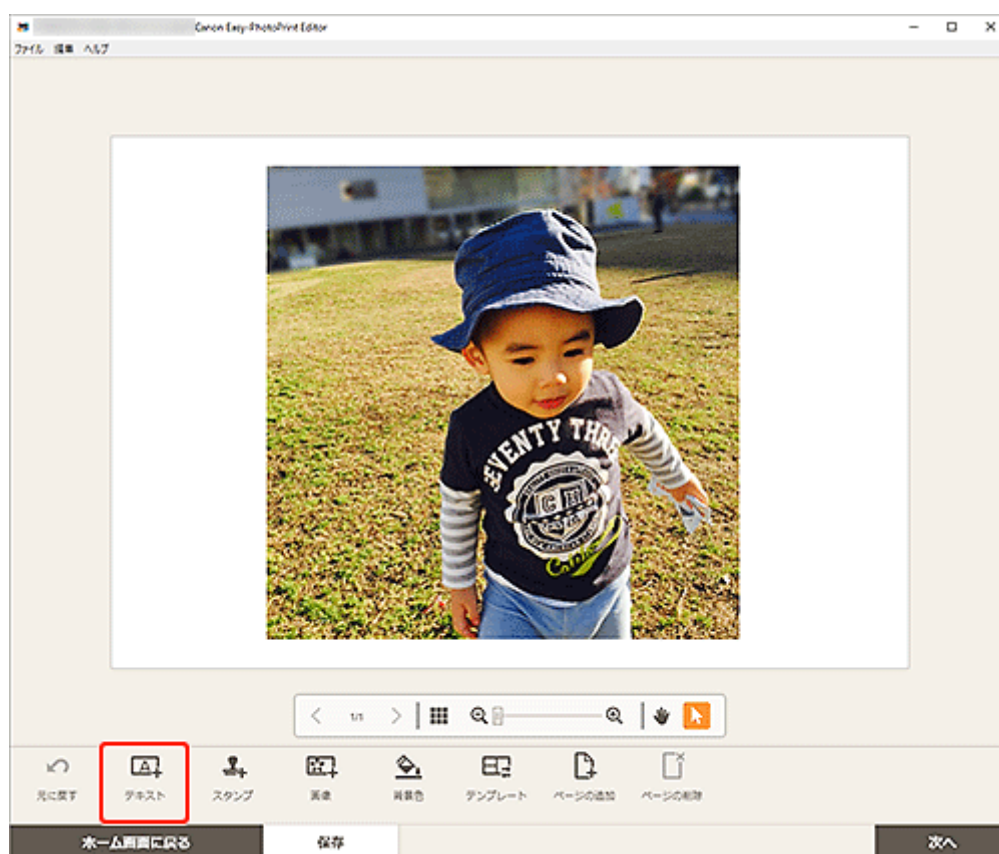 Canon Easy-PhotoPrint Editor
ファイル 編集 ヘルプ
SEVENTY THREE
C H
1/1
元に戻す テキスト スタンプ 画像 背景色 テンプレート ページの追加 ページの削除
ホーム画面に戻る 保存 次へ